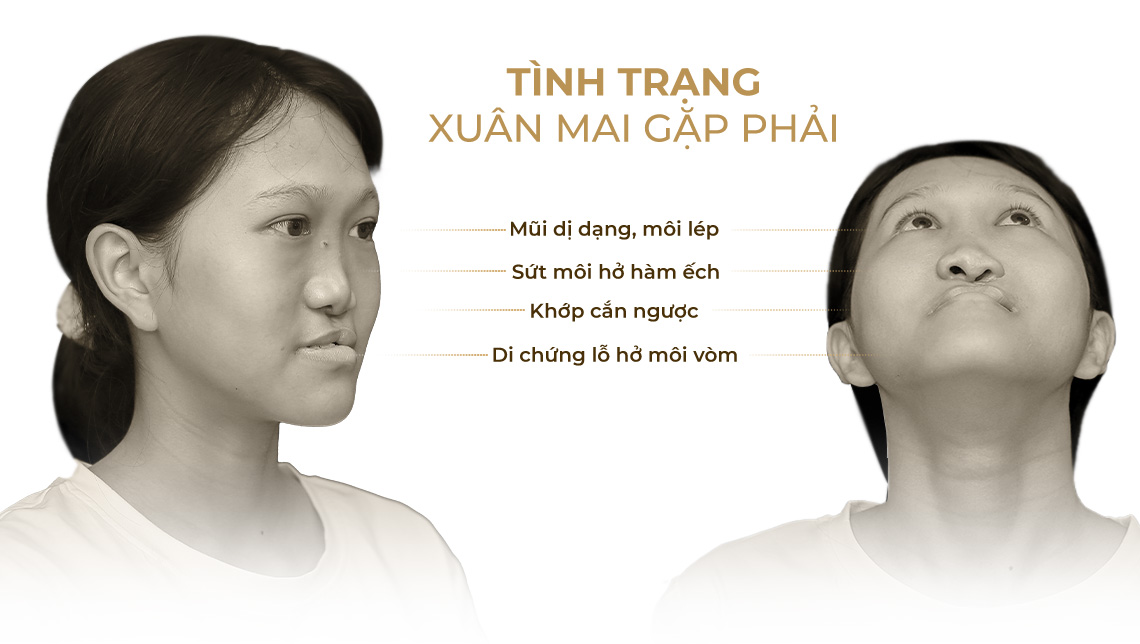 TÌNH TRẠNG
XUÂN MAI GẶP PHẢI
Mũi dị dạng, môi lép
Sứt môi hở hàm ếch
Khớp cắn ngược
Di chứng lỗ hở môi vòm